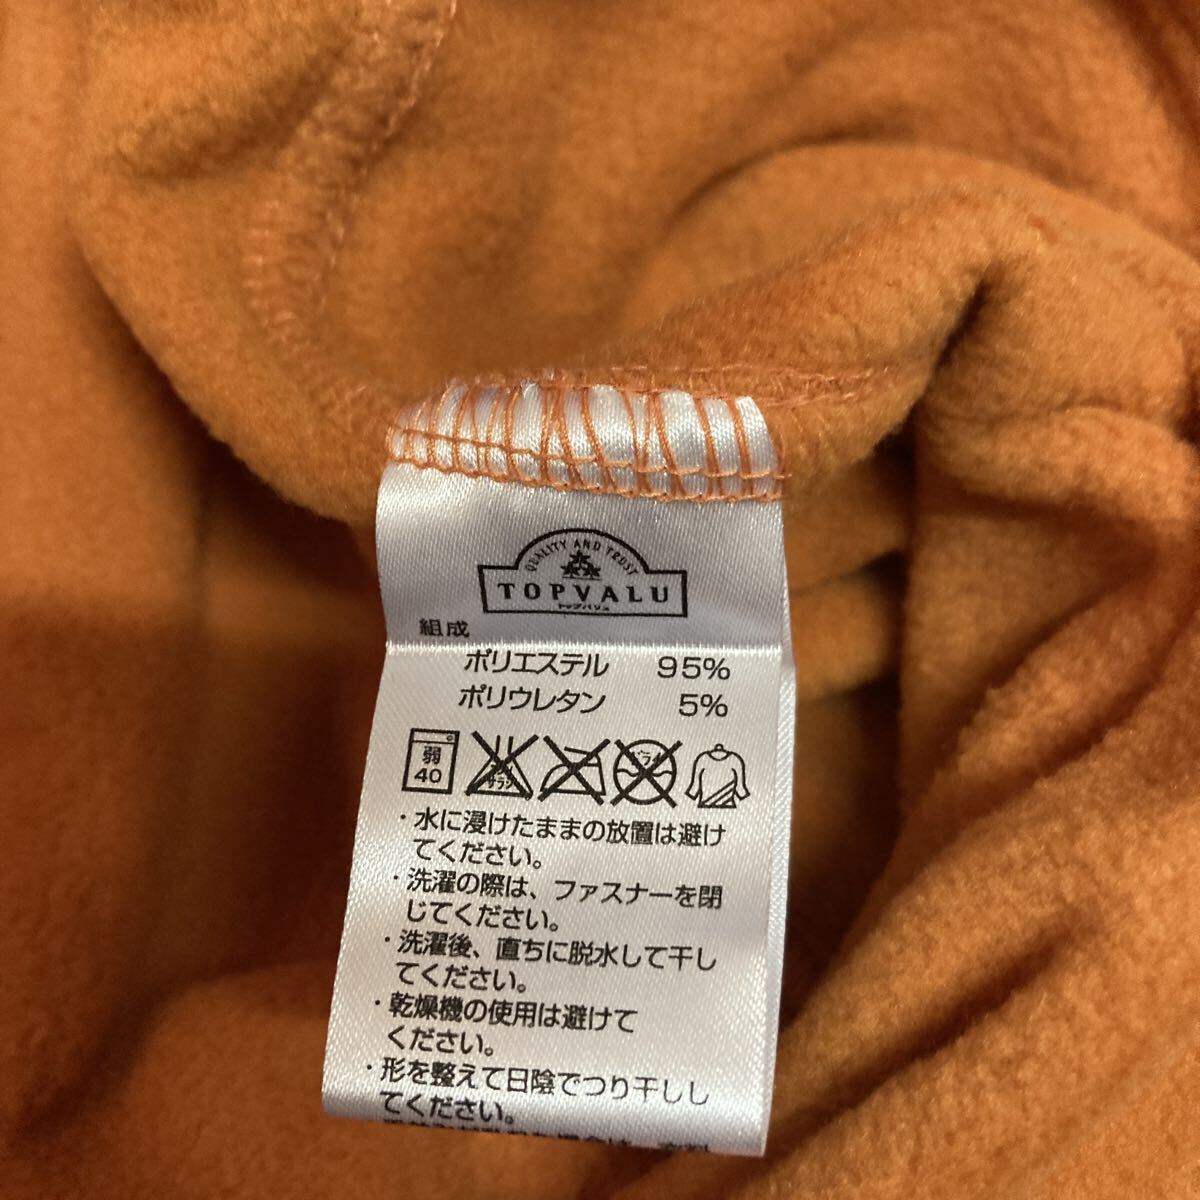 QUALITY AND TRUST
TOPVALU
トップバリュ
組成
ポリエステル 95%
ポリウレタン 5%
弱
40
・水に浸けたままの放置は避け
てください。
・洗濯の際は、ファスナーを閉
じてください。
・洗濯後、直ちに脱水して干し
てください。
・乾燥機の使用は避けて
ください。
・形を整えて日陰でつり干しし
てください。